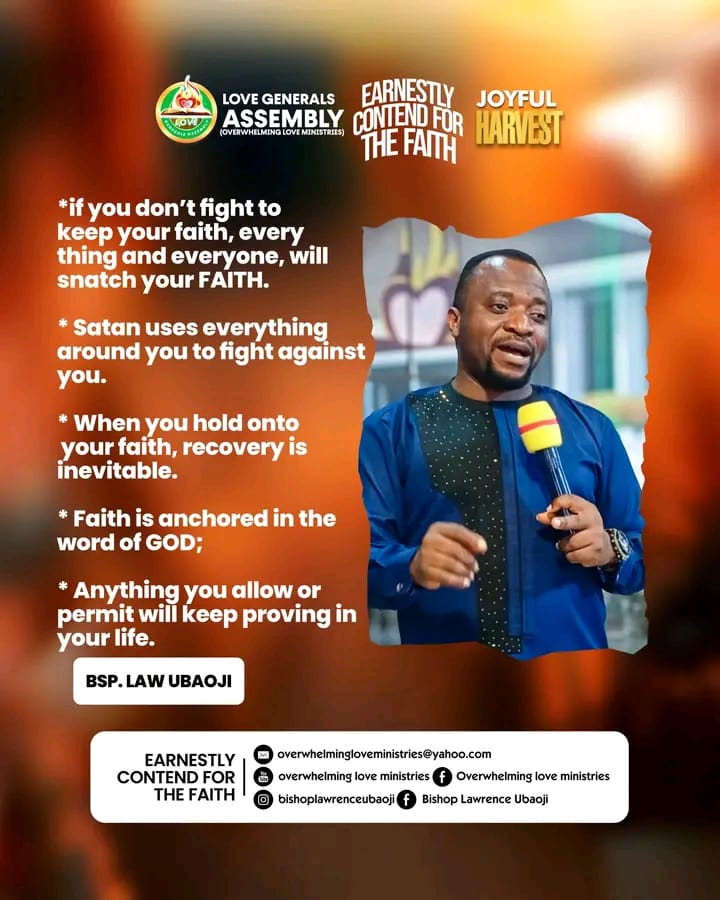 LOVE
LOVE GENERALS
ASSEMBLY
(OVERWHELMING LOVE MINISTRIES)
EARNESTLY
CONTEND FOR
THE FAITH
JOYFUL
HARVEST
*if you don't fight to
keep your faith, every
thing and everyone, will
snatch your FAITH.
* Satan uses everything
around you to fight against
you.
* When you hold onto
your faith, recovery is
inevitable.
* Faith is anchored in the
word of GOD;
* Anything you allow or
permit will keep proving in
your life.
BSP. LAW UBAOJI
EARNESTLY
CONTEND FOR
THE FAITH
overwhelmingloveministries@yahoo.com
overwhelming love ministries Overwhelming love ministries
bishoplawrenceubaoji Bishop Lawrence Ubaoji